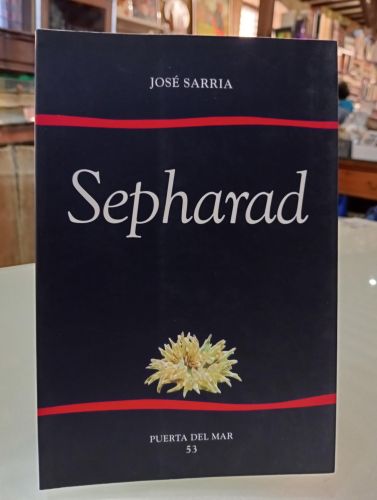 JOSÉ SARRIA
Sepharad
PUERTA DEL MAR
53